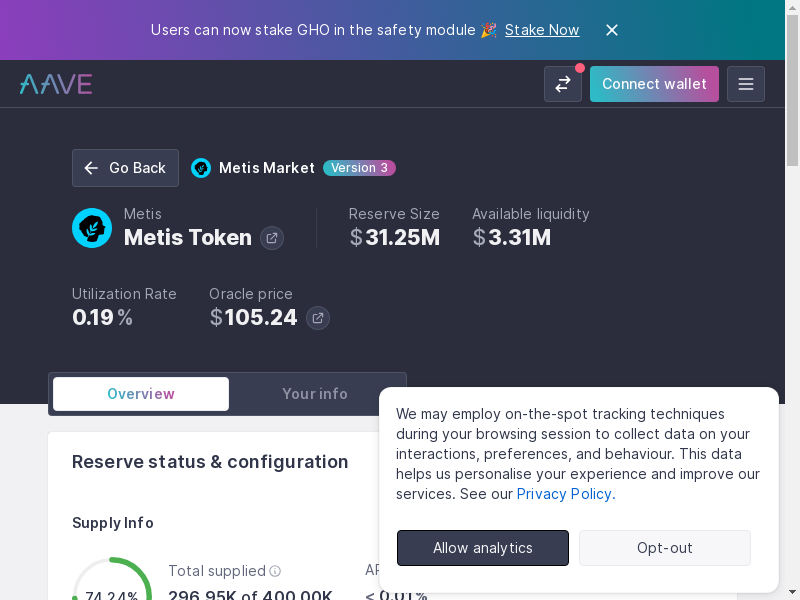 Users can now stake GHO in the safety module 🎉 Stake Now
AAVE
Connect wallet
Go Back
Metis Market
Version 3
Metis
Metis Token
Reserve Size
$31.25M
Available liquidity
$3.31M
Utilization Rate
0.19%
Oracle price
$105.24
Overview
Your info
We may employ on-the-spot tracking techniques
during your browsing session to collect data on your
interactions, preferences, and behaviour. This data
helps us personalise your experience and improve our
services. See our Privacy Policy.
Allow analytics
Opt-out
Reserve status & configuration
Supply Info
74.24%
Total supplied
296.95K of 400.00K
< 0.01%